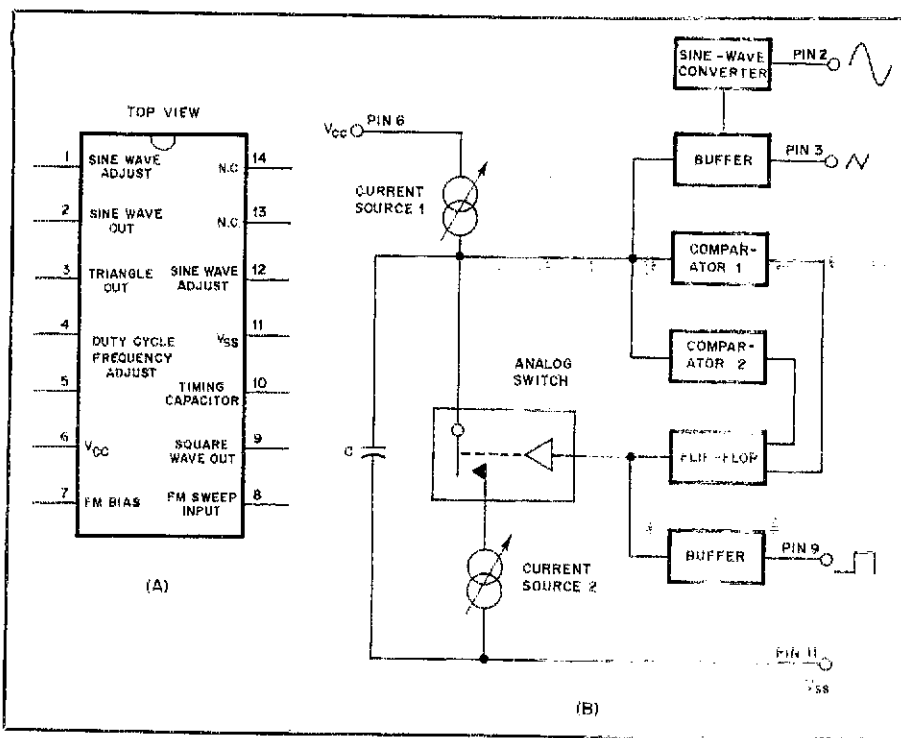 TOP VIEW
1
SINE WAVE
ADJUST
2
SINE WAVE
OUT
3
TRIANGLE
OUT
4
DUTY CYCLE
FREQUENCY
ADJUST
5
6
VCC
7
FM BIAS
14
N.C.
13
N.C.
SINE WAVE
12
ADJUST
11
VSS
TIMING
10
CAPACITOR
SQUARE
9
WAVE OUT
FM SWEEP
8
INPUT
(A)
VCC
PIN 6
CURRENT
SOURCE 1
C
ANALOG
SWITCH
CURRENT
SOURCE 2
SINE-WAVE
CONVERTER
PIN 2
BUFFER
PIN 3
COMPAR-
ATOR 1
COMPAR-
ATOR 2
FLIP-FLOP
BUFFER
PIN 9
PIN 11
VSS
(B)